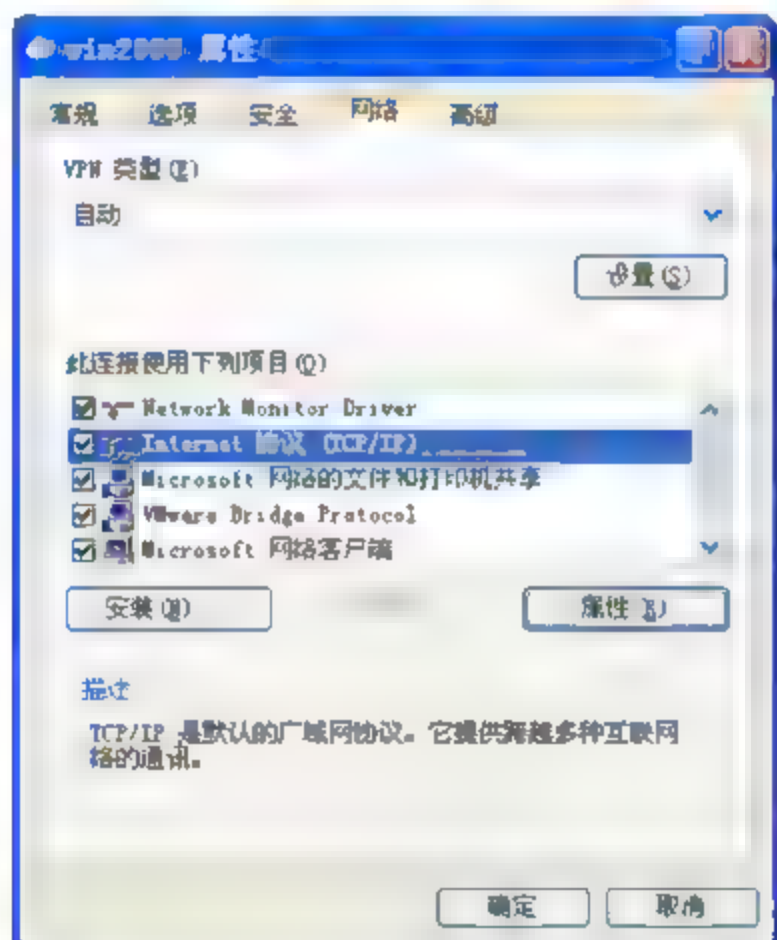 win2000 属性
常规 选项 安全 网络 高级
VPN 类型(E)
自动
设置(S)
此连接使用下列项目(O)
Network Monitor Driver
Internet 协议 (TCP/IP)
Microsoft 网络的文件和打印机共享
VMware Bridge Protocol
Microsoft 网络客户端
安装(N)
属性(R)
描述
TCP/IP 是默认的广域网协议。它提供跨越多种互联网
络的通讯。
确定 取消